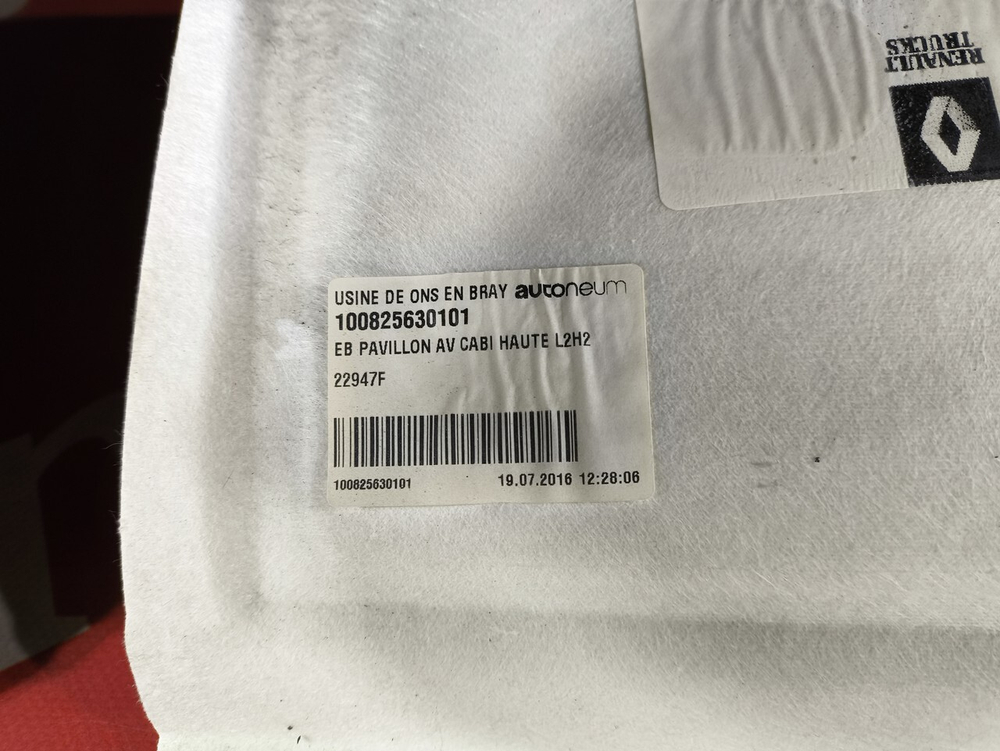 RENAULT
TRUCKS
USINE DE ONS EN BRAY autoneum
100825630101
EB PAVILLON AV CABI HAUTE L2H2
22947F
100825630101 19.07.2016 12:28:06